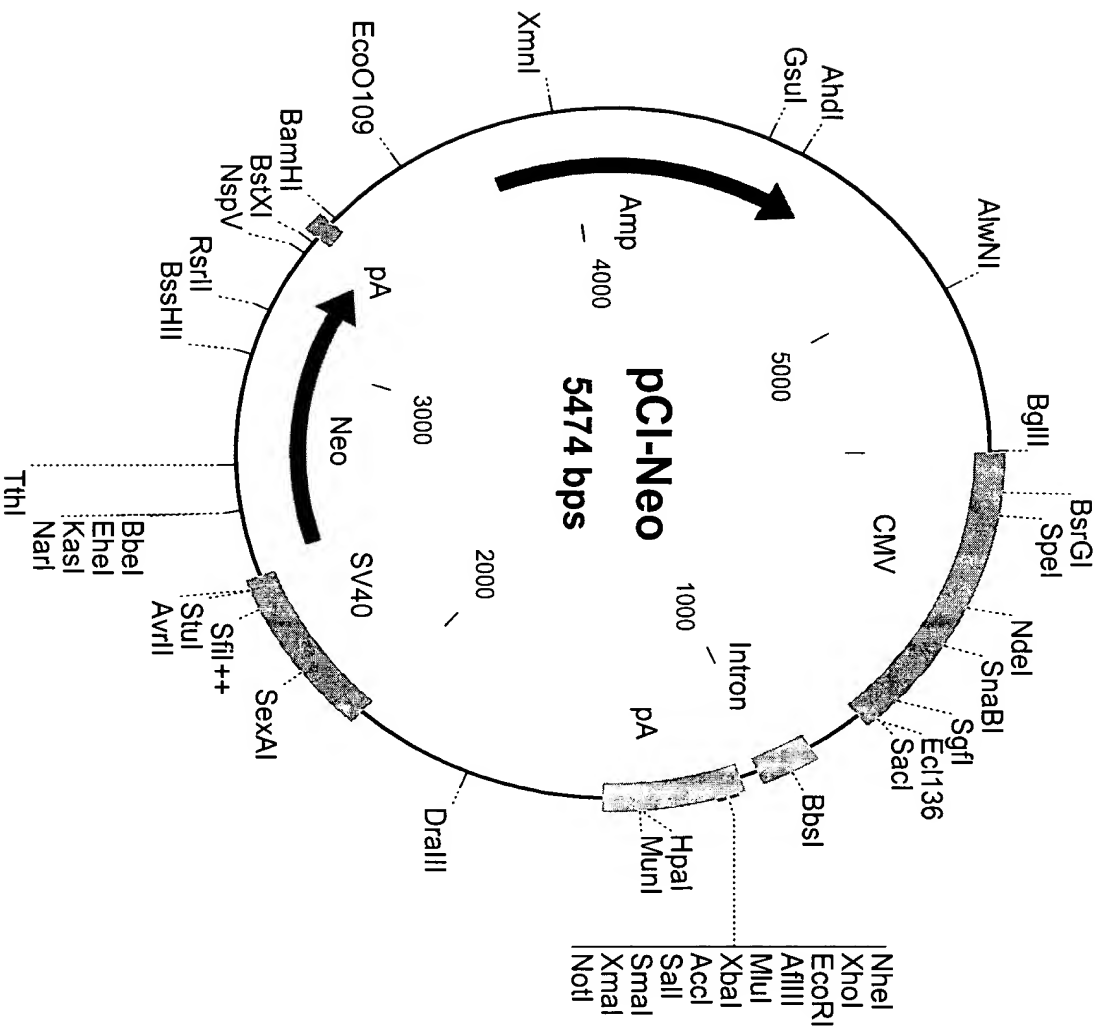 pCI-Neo
5474 bps
BglII
BsrGI
SpeI
NdeI
SnaBI
SgfI
Ecl136
SacI
BbsI
NheI
XhoI
EcoRI
AflIII
MluI
XbaI
AccI
SalI
SmaI
XmaI
NotI
HpaI
MunI
DraIII
SexAI
SfiI++
StuI
AvrII
BbeI
EheI
KasI
NarI
TthI
BssHII
RsrII
NspV
BstXI
BamHI
EcoO109
XmnI
GsuI
AhdI
AlwNI
CMV
Intron
pA
SV40
Neo
pA
Amp
1000
2000
3000
4000
5000